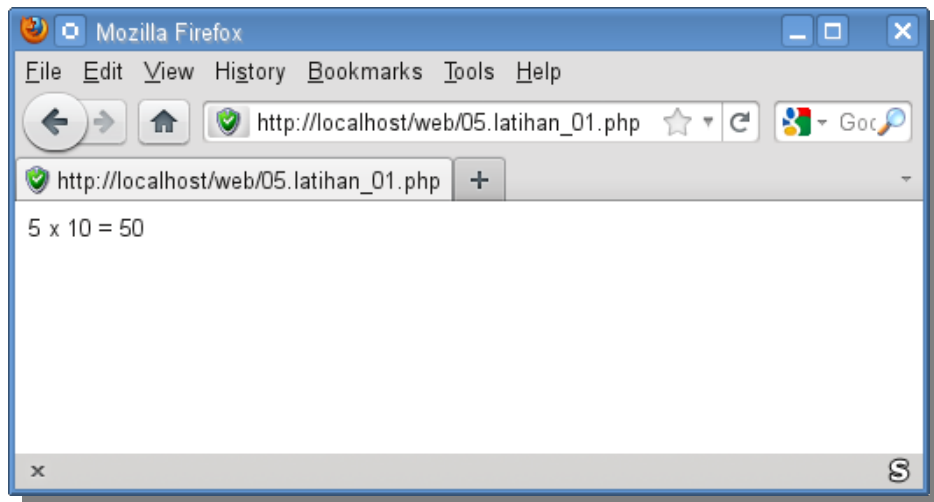 Mozilla Firefox
File Edit View History Bookmarks Tools Help
http://localhost/web/05.latihan_01.php Goo
http://localhost/web/05.latihan_01.php
5 x 10 = 50
S